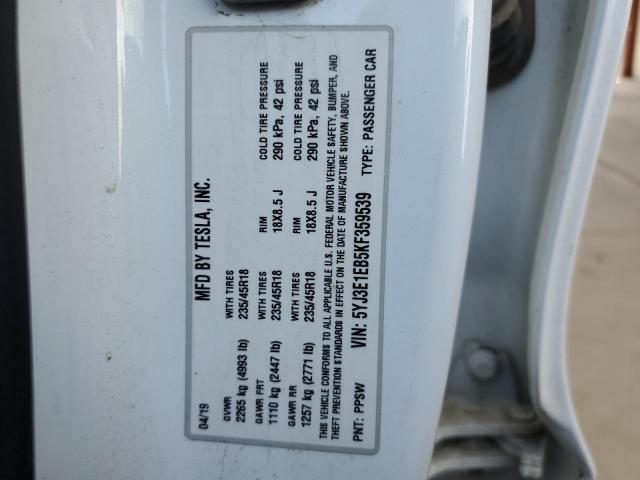 MFD BY TESLA, INC.
04/19
GVWR WITH TIRES RIM COLD TIRE PRESSURE
2265 kg (4993 lb) 235/45R18 18X8.5 J 290 kPa, 42 psi
GAWR FRT WITH TIRES RIM COLD TIRE PRESSURE
1110 kg (2447 lb) 235/45R18 18X8.5 J 290 kPa, 42 psi
GAWR RR
1257 kg (2771 lb) 235/45R18
THIS VEHICLE CONFORMS TO ALL APPLICABLE U.S. FEDERAL MOTOR VEHICLE SAFETY, BUMPER, AND
THEFT PREVENTION STANDARDS IN EFFECT ON THE DATE OF MANUFACTURE SHOWN ABOVE.
PNT: PPSW VIN: 5YJ3E1EB5KF359539 TYPE: PASSENGER CAR